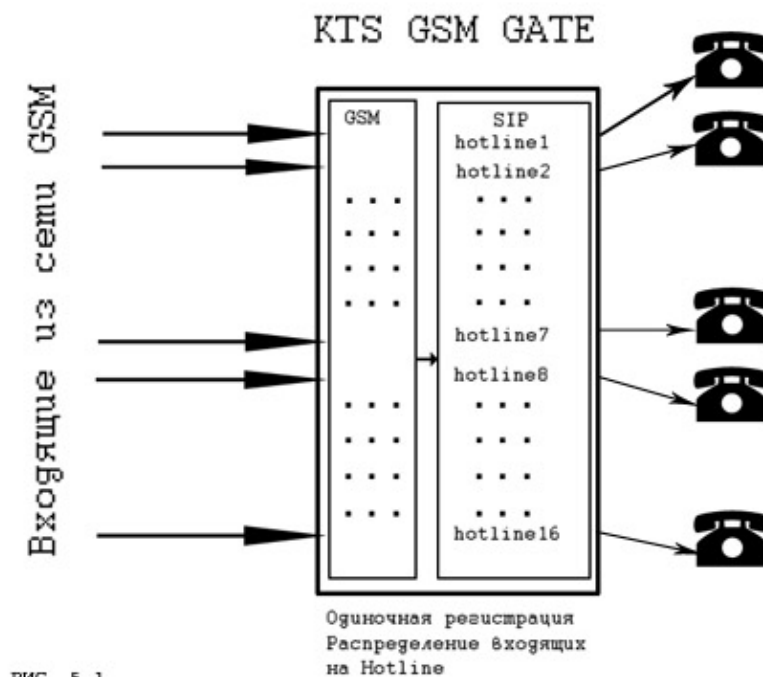 KTS GSM GATE
Входящие из сети GSM
GSM
SIP
hotline1
hotline2
hotline7
hotline8
hotline16
Одиночная регистрация
Распределение входящих
на Hotline